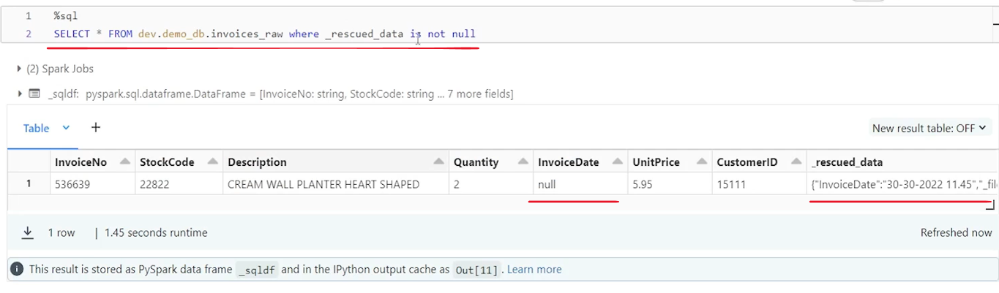 1 %sql
2 SELECT * FROM dev.demo_db.invoices_raw where _rescued_data is not null
(2) Spark Jobs
_sqldf: pyspark.sql.dataframe.DataFrame = [InvoiceNo: string, StockCode: string ... 7 more fields]
Table + New result table: OFF
InvoiceNo StockCode Description Quantity InvoiceDate UnitPrice CustomerID _rescued_data
1 536639 22822 CREAM WALL PLANTER HEART SHAPED 2 null 5.95 15111 {"InvoiceDate":"30-30-2022 11.45","_file
1 row | 1.45 seconds runtime Refreshed now
This result is stored as PySpark data frame _sqldf and in the IPython output cache as Out[11]. Learn more